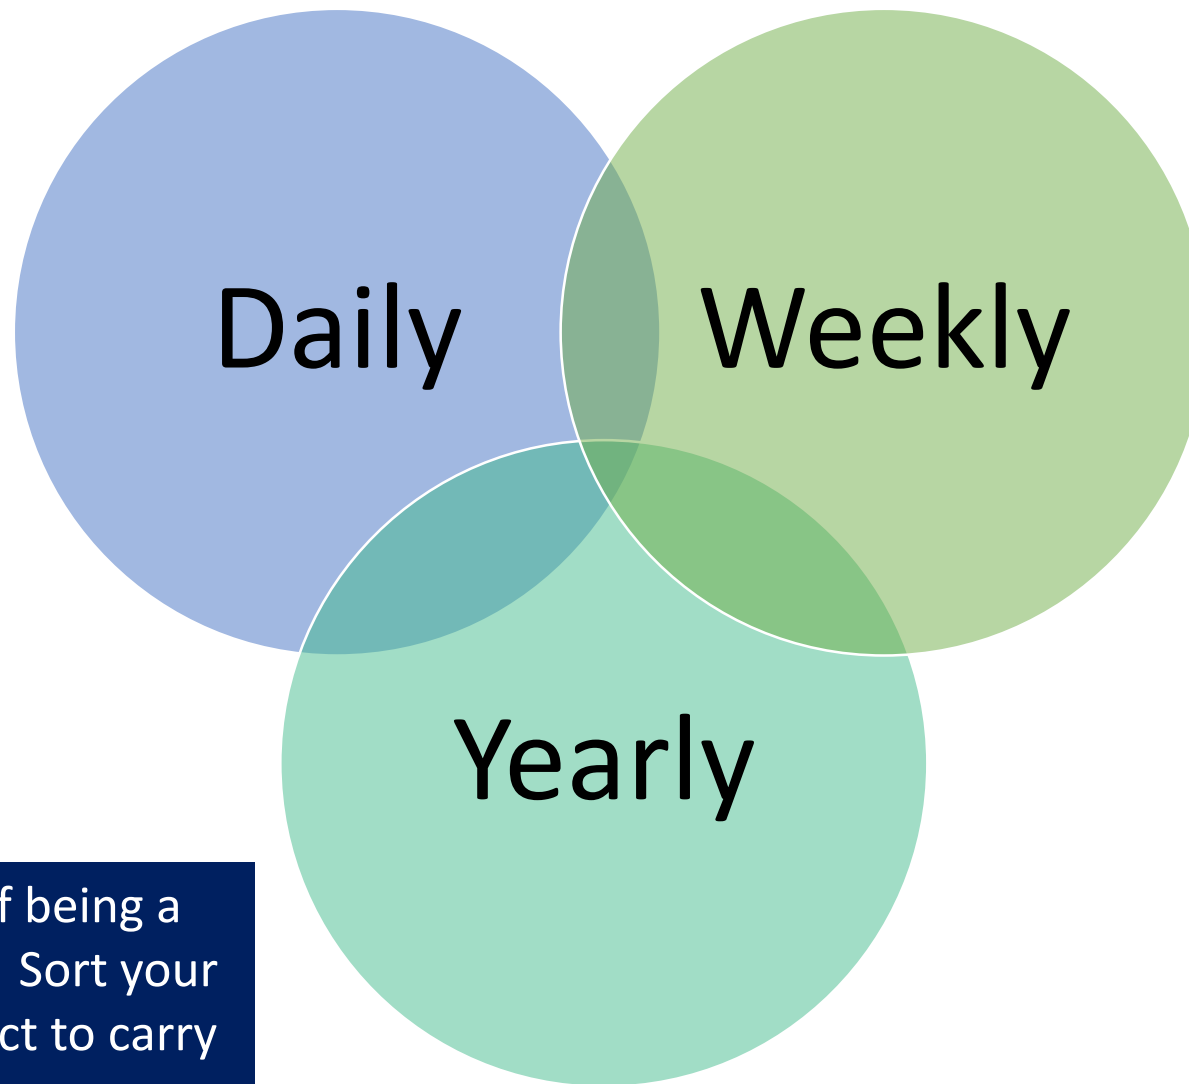 Daily
Weekly
Yearly
being a
Sort your
to carry